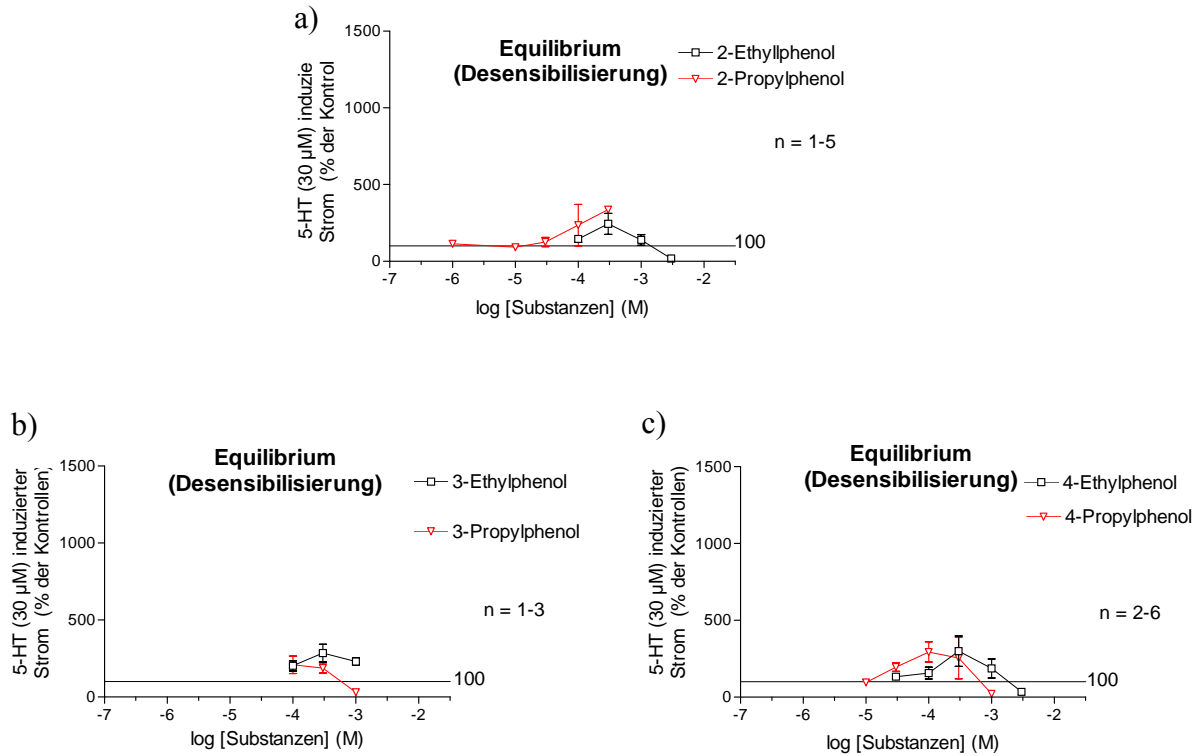 a)
Equilibrium
(Desensibilisierung)
2-Ethyllphenol
2-Propylphenol
n = 1-5
5-HT (30 µM) induzie
Strom (% der Kontrol
1500
1000
500
0
100
-7 -6 -5 -4 -3 -2
log [Substanzen] (M)
b)
Equilibrium
(Desensibilisierung)
3-Ethylphenol
3-Propylphenol
n = 1-3
5-HT (30 µM) induzierter
Strom (% der Kontrollen)
1500
1000
500
0
100
-7 -6 -5 -4 -3 -2
log [Substanzen] (M)
c)
Equilibrium
(Desensibilisierung)
4-Ethylphenol
4-Propylphenol
n = 2-6
5-HT (30 µM) induzierter
Strom (% der Kontrollen)
1500
1000
500
0
100
-7 -6 -5 -4 -3 -2
log [Substanzen] (M)